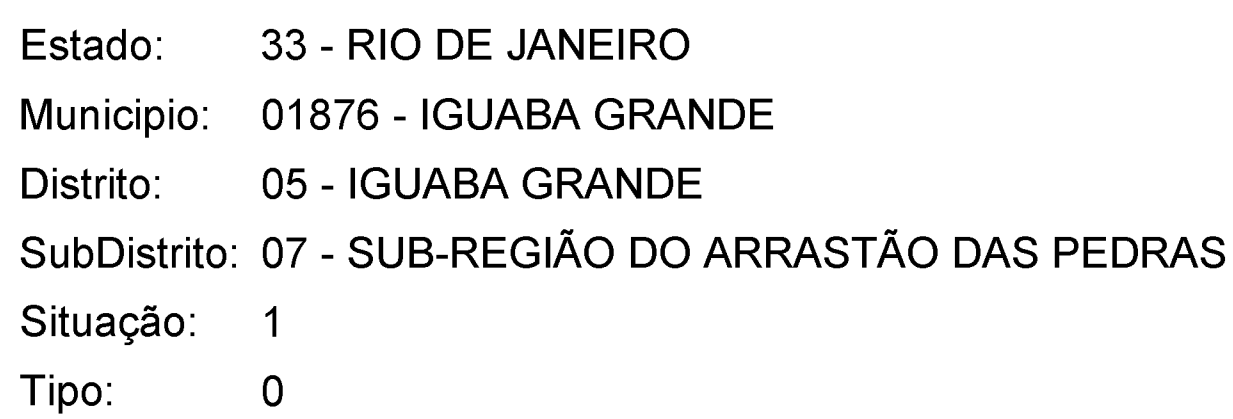 Estado: 33 - RIO DE JANEIRO
Municipio: 01876 - IGUABA GRANDE
Distrito: 05 - IGUABA GRANDE
SubDistrito: 07 - SUB-REGIÃO DO ARRASTÃO DAS PEDRAS
Situação: 1
Tipo: 0